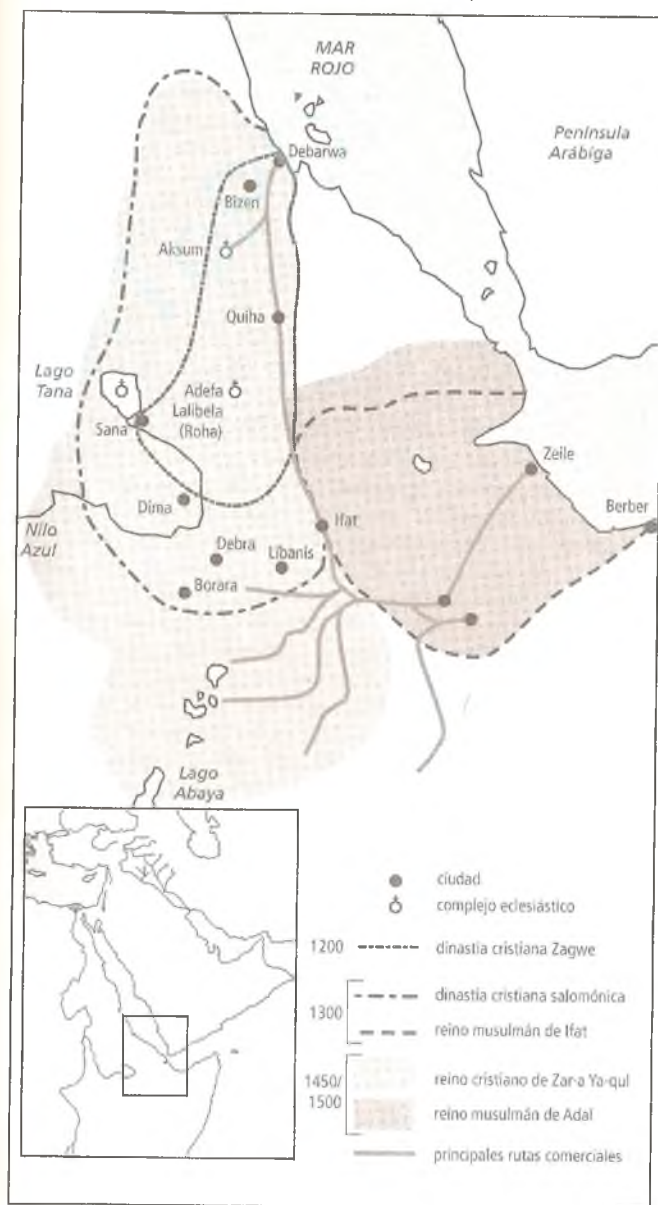 MAR
ROJO
Península
Arábiga
Debarwa
Bizen
Aksum
Quiha
Lago
Tana
Adefa
Lalibela
(Roha)
Sana
Zeile
Dima
Ifat
Berber
Nilo
Azul
Debra
Líbanis
Borara
Lago
Abaya
ciudad
complejo eclesiástico
1200 dinastía cristiana Zagwe
1300 dinastía cristiana salomónica
reino musulmán de Ifat
1450/
1500
reino cristiano de Zar-a Ya-qul
reino musulmán de Adal
principales rutas comerciales